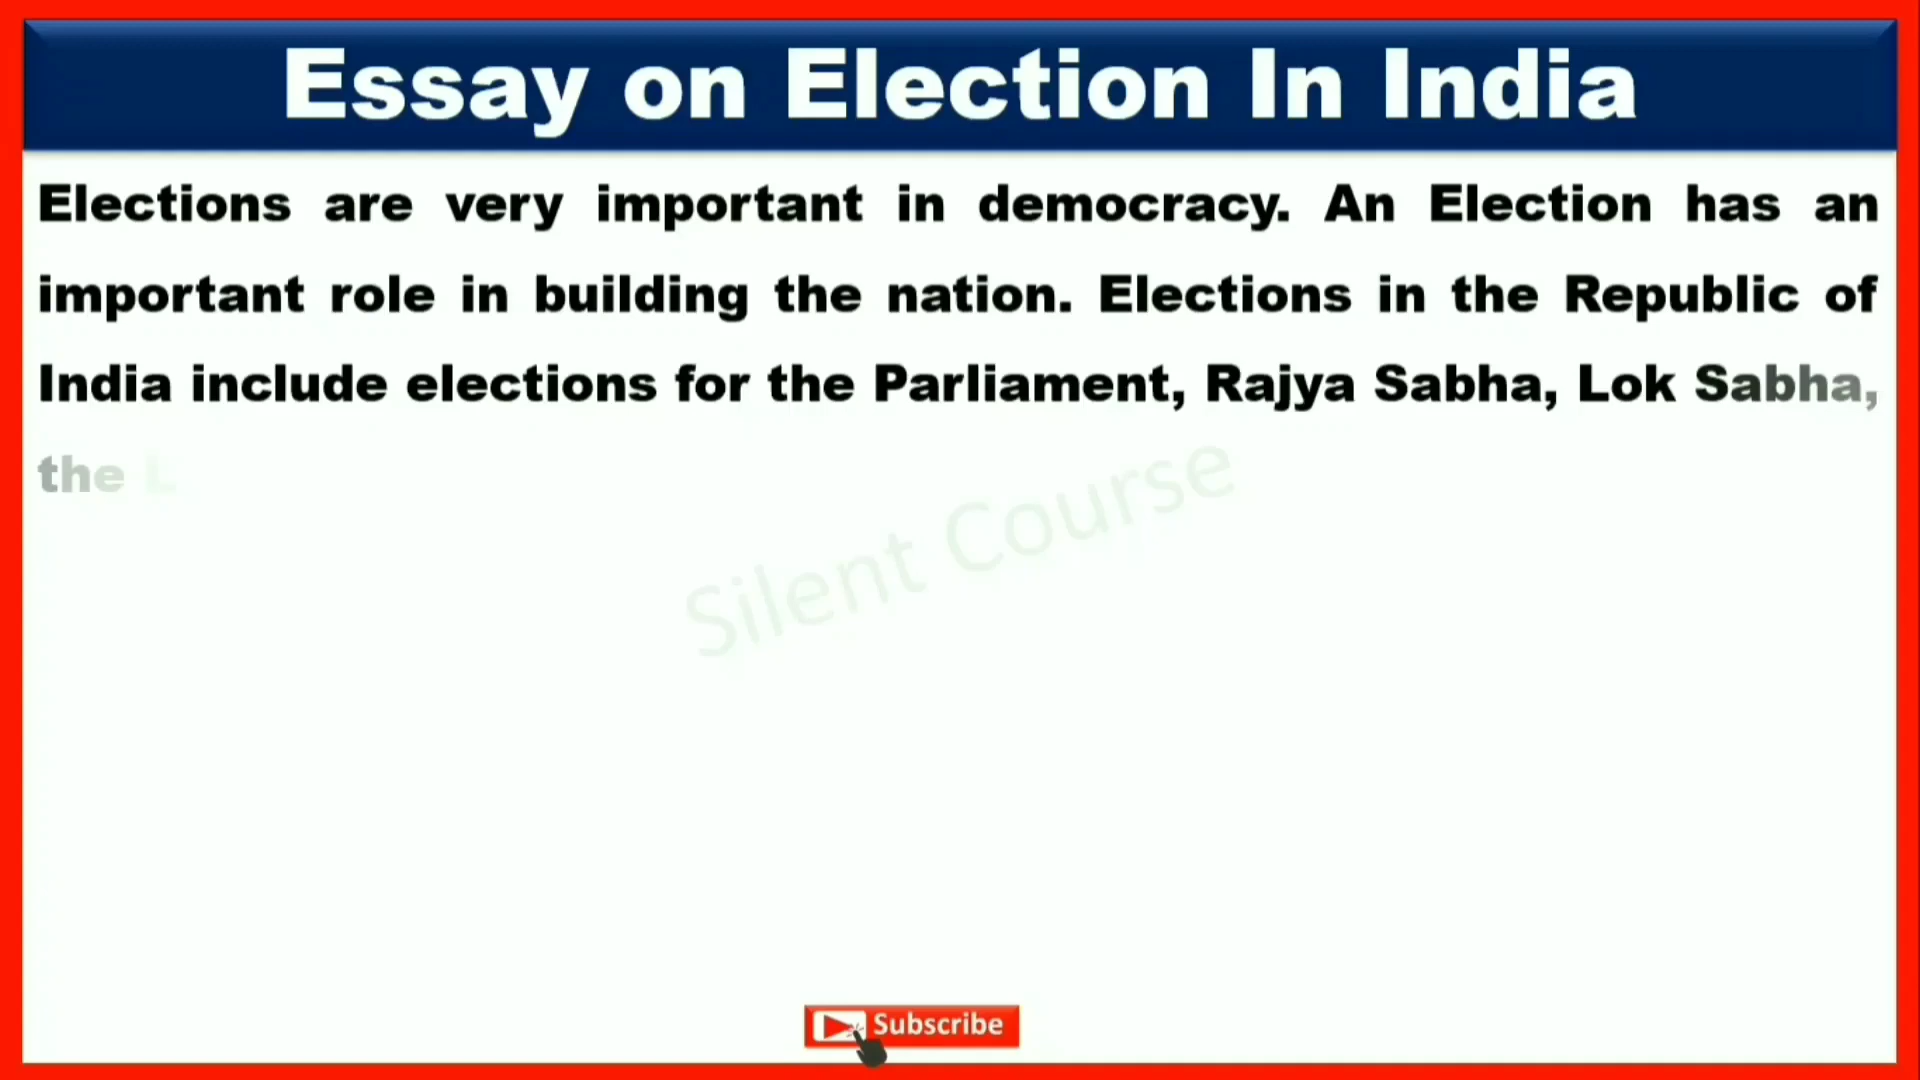 Essay on Election In India
Elections are very important in democracy. An Election has an
important role in building the nation. Elections in the Republic of
India include elections for the Parliament, Rajya Sabha, Lok Sabha,
the L
Silent Course
Subscribe